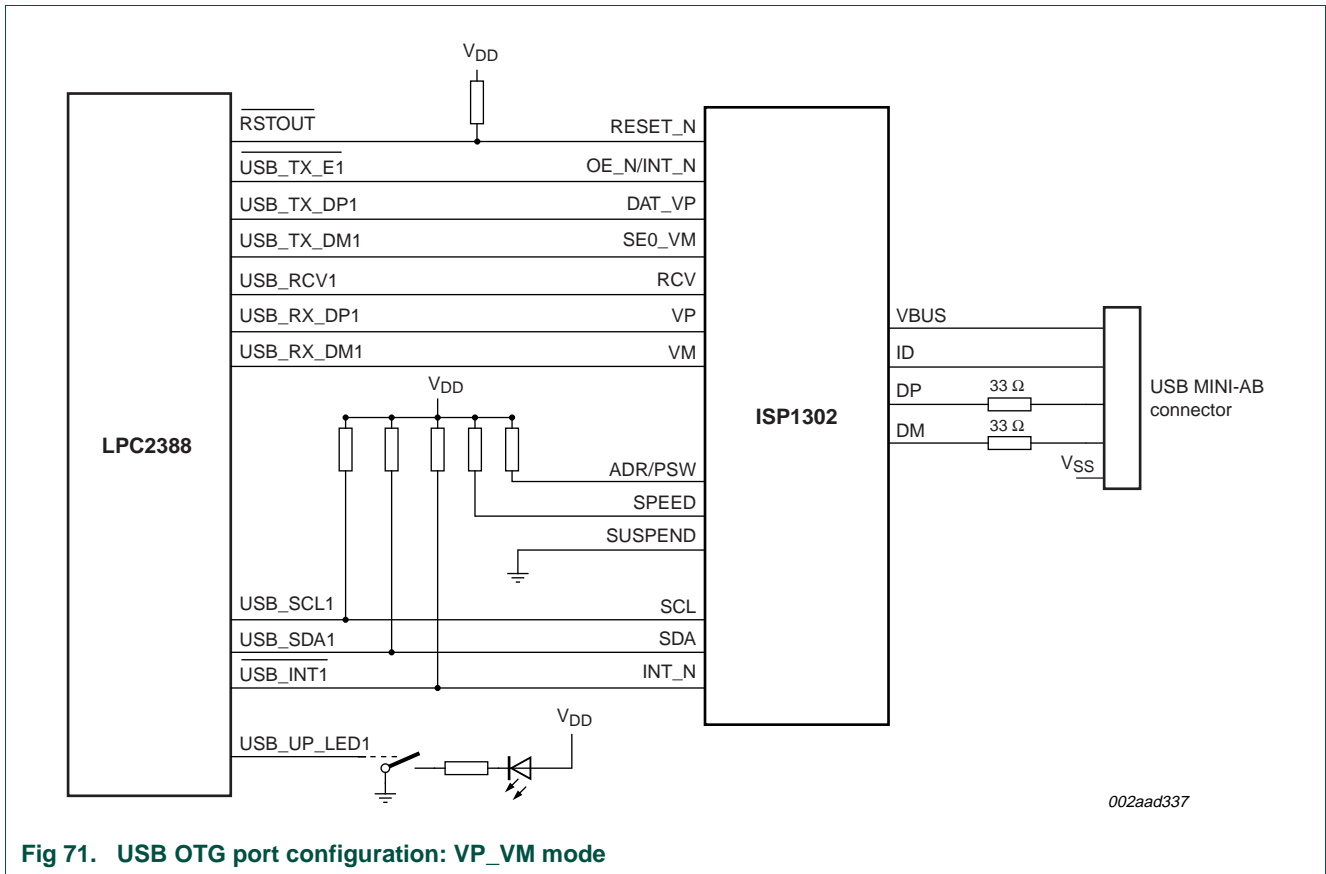 VDD
RSTOUT RESET_N
USB_TX_E1 OE_N/INT_N
USB_TX_DP1 DAT_VP
USB_TX_DM1 SE0_VM
USB_RCV1 RCV
USB_RX_DP1 VP
USB_RX_DM1 VM
VBUS
ID
DP 33 Ω
DM 33 Ω
VSS
USB MINI-AB
connector
LPC2388
ISP1302
VDD
ADR/PSW
SPEED
SUSPEND
USB_SCL1 SCL
USB_SDA1 SDA
USB_INT1 INT_N
USB_UP_LED1
VDD
002aad337
Fig 71. USB OTG port configuration: VP_VM mode